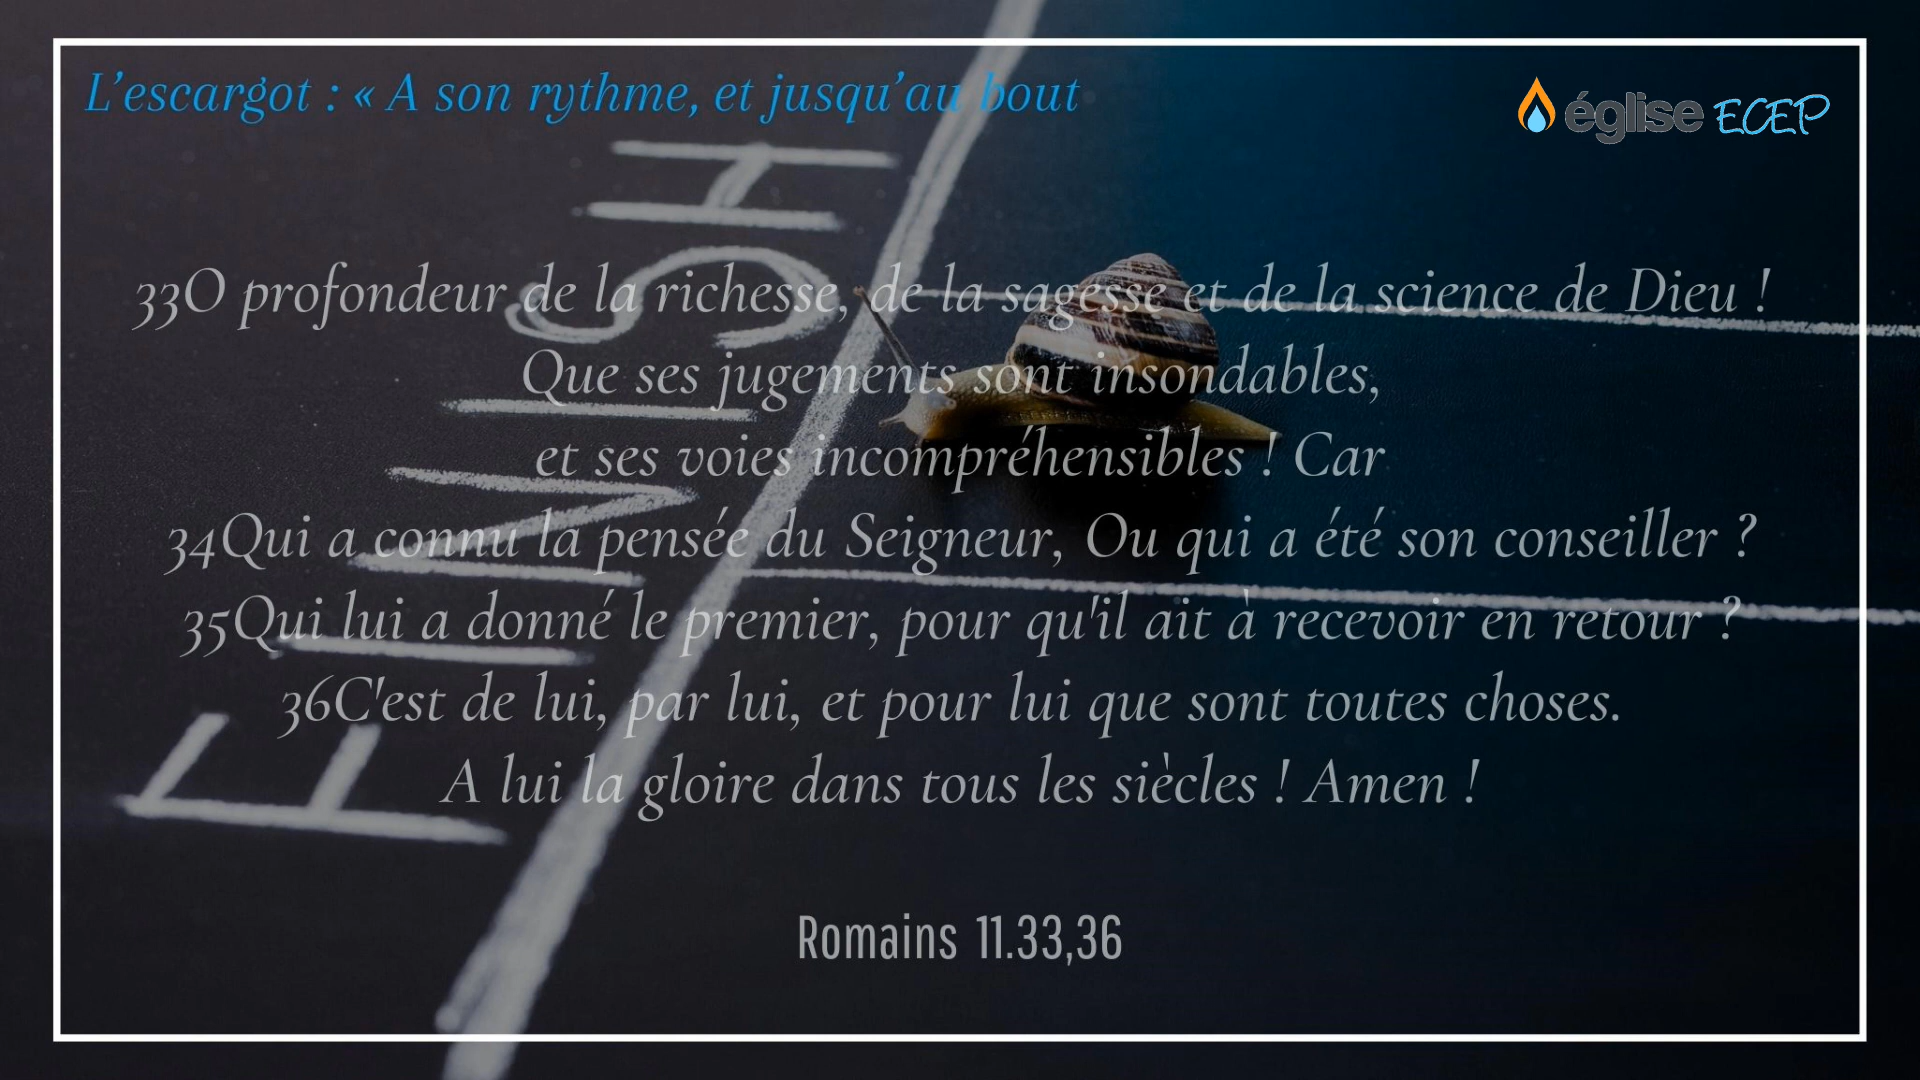 L’escargot : « A son rythme, et jusqu’au bout
église ECEP
33O profondeur de la richesse, de la sagesse et de la science de Dieu !
Que ses jugements sont insondables,
et ses voies incompréhensibles ! Car
34Qui a connu la pensée du Seigneur, Ou qui a été son conseiller ?
35Qui lui a donné le premier, pour qu'il ait à recevoir en retour ?
36C'est de lui, par lui, et pour lui que sont toutes choses.
A lui la gloire dans tous les siècles ! Amen !
Romains 11.33,36
FINISH